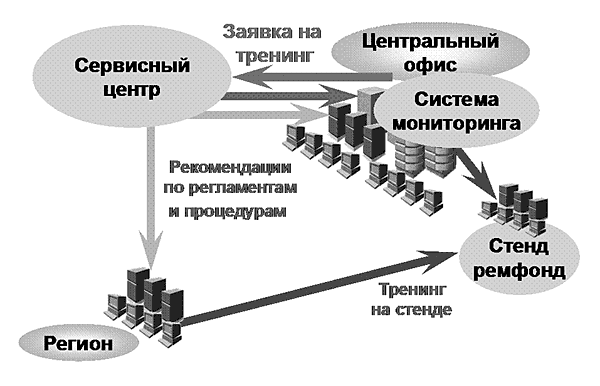 Заявка на
тренинг
Центральный
офис
Сервисный
центр
Система
мониторинга
Рекомендации
по регламентам
и процедурам
Стенд
ремфонд
Тренинг
на стенде
Регион